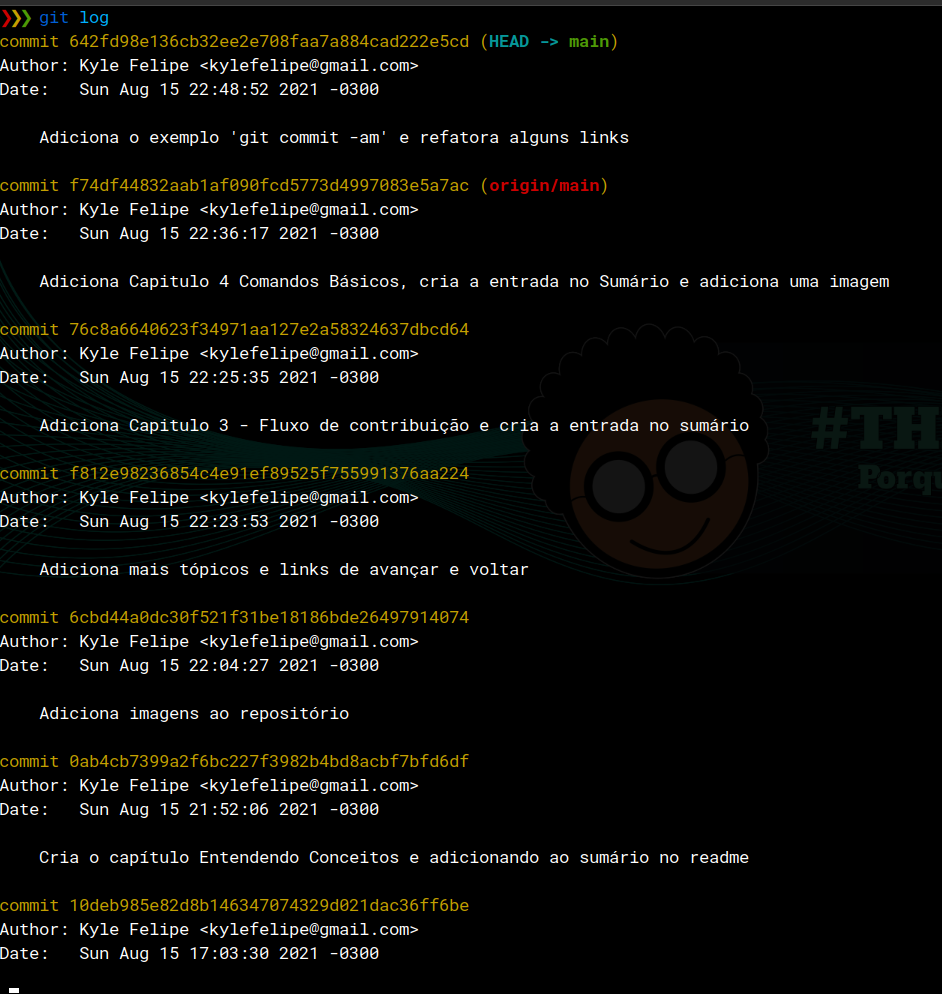 ❯❯❯ git log
commit 642fd98e136cb32ee2e708faa7a884cad222e5cd (HEAD -> main)
Author: Kyle Felipe <kylefelipe@gmail.com>
Date:   Sun Aug 15 22:48:52 2021 -0300
    Adiciona o exemplo 'git commit -am' e refatora alguns links
commit f74df44832aab1af090fcd5773d4997083e5a7ac (origin/main)
Author: Kyle Felipe <kylefelipe@gmail.com>
Date:   Sun Aug 15 22:36:17 2021 -0300
    Adiciona Capitulo 4 Comandos Básicos, cria a entrada no Sumário e adiciona uma imagem
commit 76c8a6640623f34971aa127e2a58324637dbcd64
Author: Kyle Felipe <kylefelipe@gmail.com>
Date:   Sun Aug 15 22:25:35 2021 -0300
    Adiciona Capitulo 3 - Fluxo de contribuição e cria a entrada no sumário
#TH
Porqu
commit f812e98236854c4e91ef89525f755991376aa224
Author: Kyle Felipe <kylefelipe@gmail.com>
Date:   Sun Aug 15 22:23:53 2021 -0300
    Adiciona mais tópicos e links de avançar e voltar
commit 6cbd44a0dc30f521f31be18186bde26497914074
Author: Kyle Felipe <kylefelipe@gmail.com>
Date:   Sun Aug 15 22:04:27 2021 -0300
    Adiciona imagens ao repositório
commit 0ab4cb7399a2f6bc227f3982b4bd8acbf7bfd6df
Author: Kyle Felipe <kylefelipe@gmail.com>
Date:   Sun Aug 15 21:52:06 2021 -0300
    Cria o capítulo Entendendo Conceitos e adicionando ao sumário no readme
commit 10deb985e82d8b146347074329d021dac36ff6be
Author: Kyle Felipe <kylefelipe@gmail.com>
Date:   Sun Aug 15 17:03:30 2021 -0300